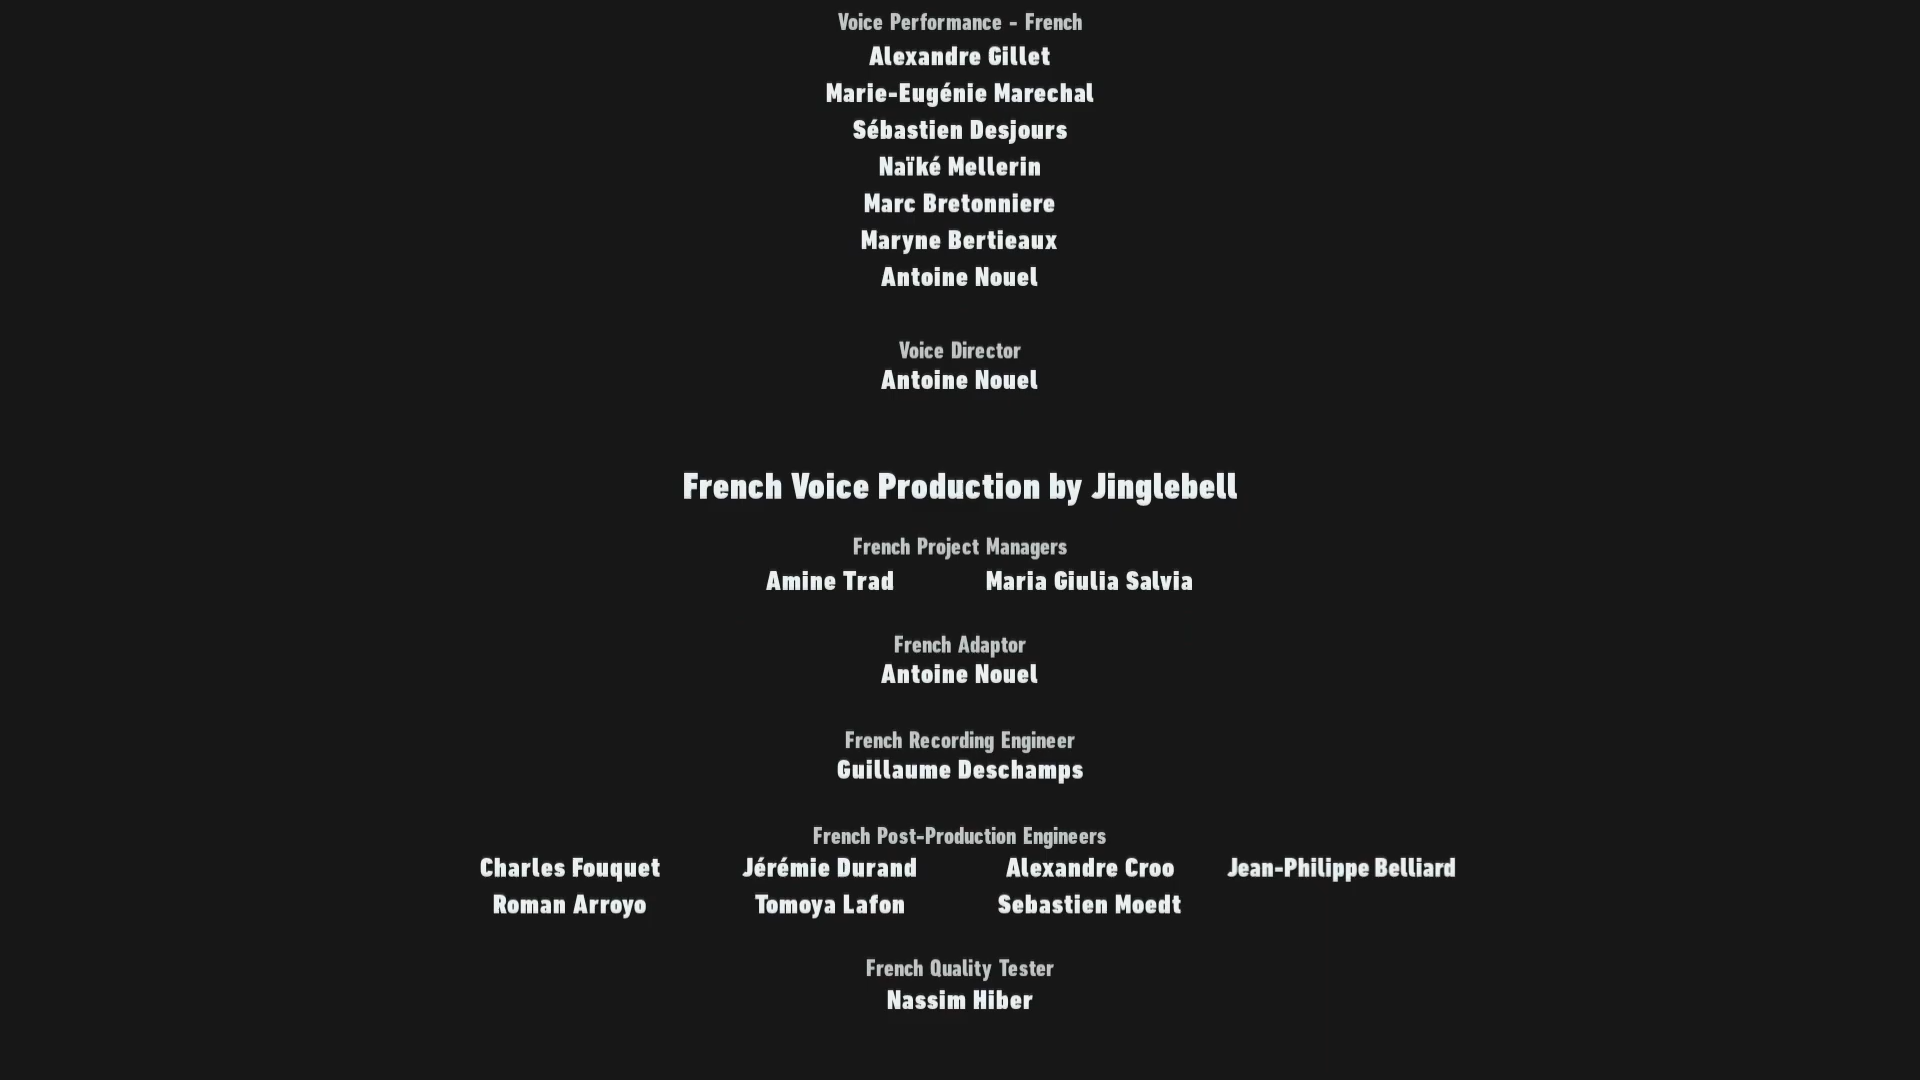 Voice Performance - French
Alexandre Gillet
Marie-Eugénie Marechal
Sébastien Desjours
Naïké Mellerin
Marc Bretonniere
Maryne Bertieaux
Antoine Nouel
Voice Director
Antoine Nouel
French Voice Production by Jinglebell
French Project Managers
Amine Trad Maria Giulia Salvia
French Adaptor
Antoine Nouel
French Recording Engineer
Guillaume Deschamps
French Post-Production Engineers
Charles Fouquet Jérémie Durand Alexandre Croo Jean-Philippe Belliard
Roman Arroyo Tomoya Lafon Sebastien Moedt
French Quality Tester
Nassim Hiber